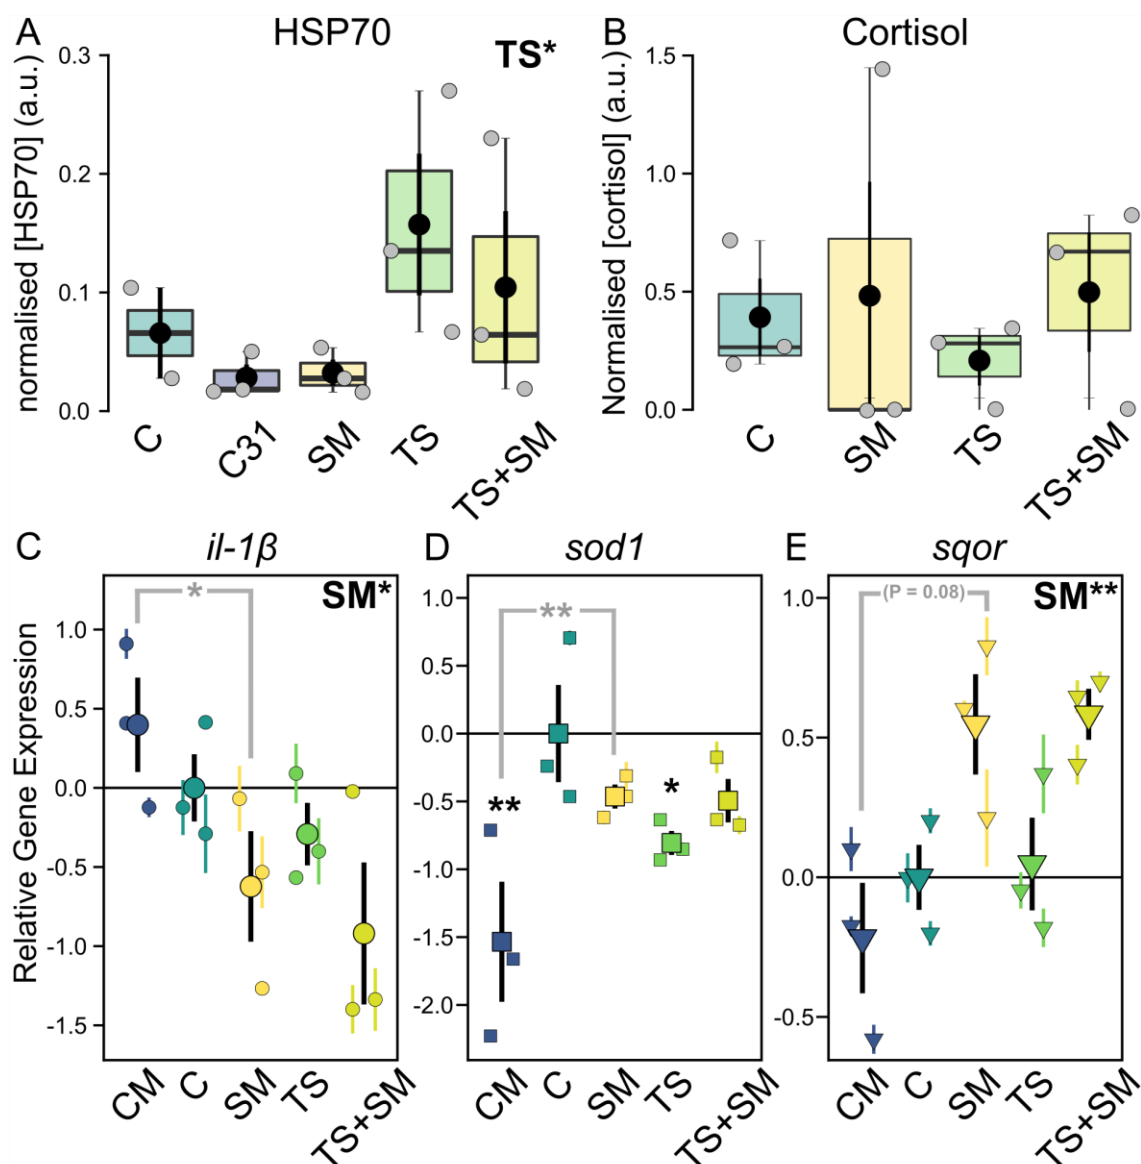 A
HSP70
TS*
normalised [HSP70] (a.u.)
0.3
0.2
0.1
0.0
C
C31
SM
TS
TS+SM
B
Cortisol
Normalised [cortisol] (a.u.)
1.5
1.0
0.5
0.0
C
SM
TS
TS+SM
C
il-1β
Relative Gene Expression
1.0
0.5
0.0
-0.5
-1.0
-1.5
*
SM*
CM
C
SM
TS
TS+SM
D
sod1
1.0
0.5
0.0
-0.5
-1.0
-1.5
-2.0
**
**
*
CM
C
SM
TS
TS+SM
E
sqor
1.0
0.5
0.0
-0.5
(P = 0.08)
SM**
CM
C
SM
TS
TS+SM